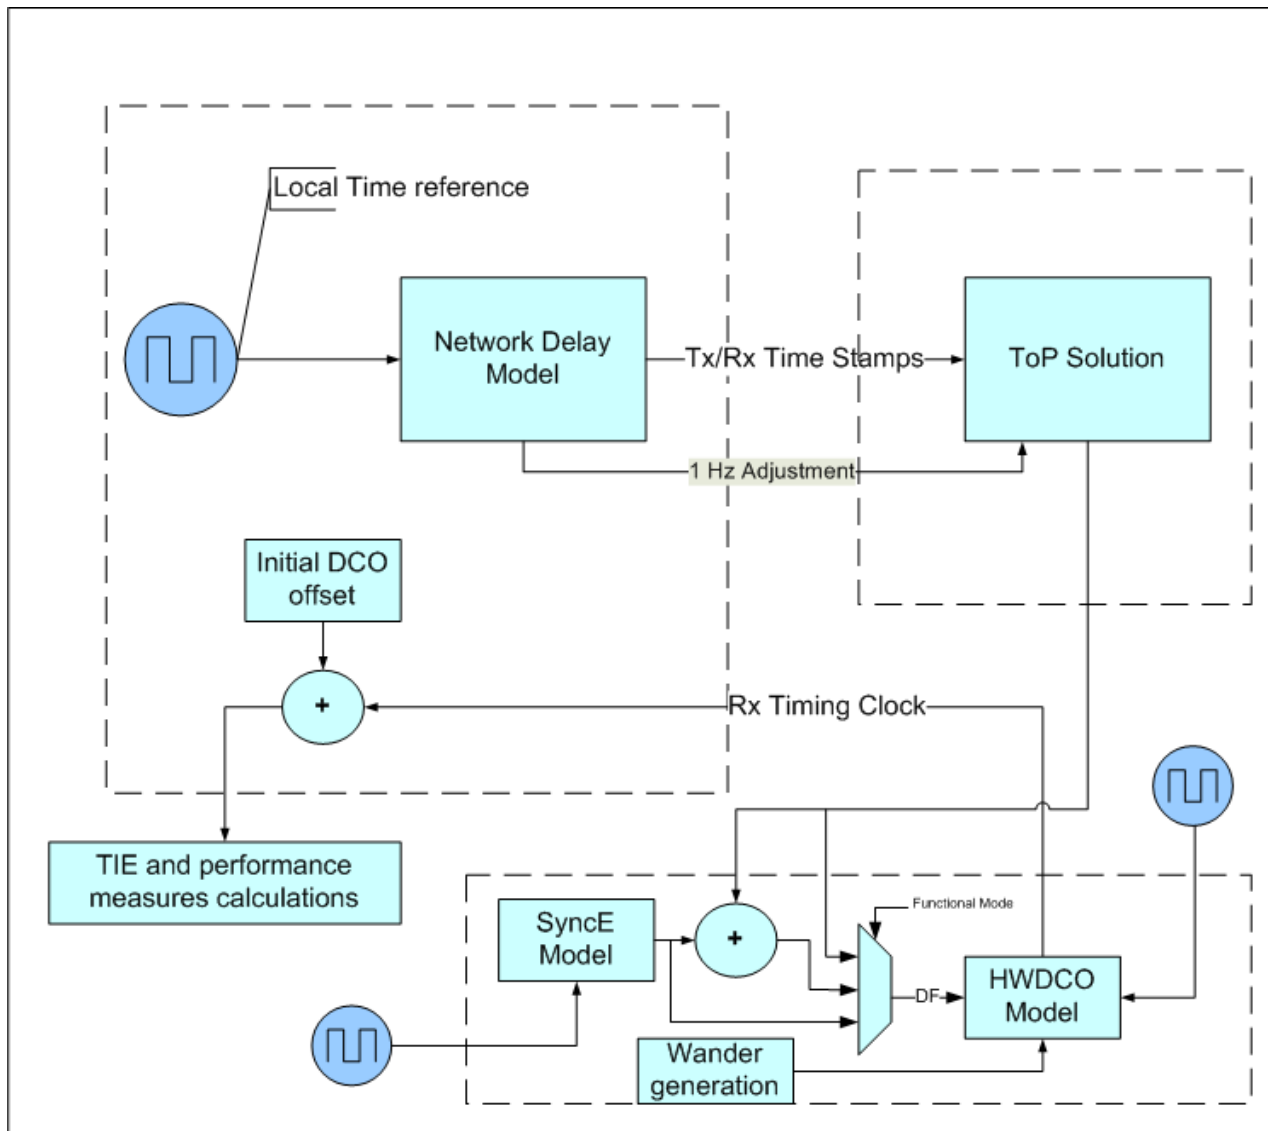 Local Time reference
Network Delay
Model
Tx/Rx Time Stamps
ToP Solution
1 Hz Adjustment
Initial DCO
offset
+
Rx Timing Clock
TIE and performance
measures calculations
SyncE
Model
+
Functional Mode
DF
HWDCO
Model
Wander
generation